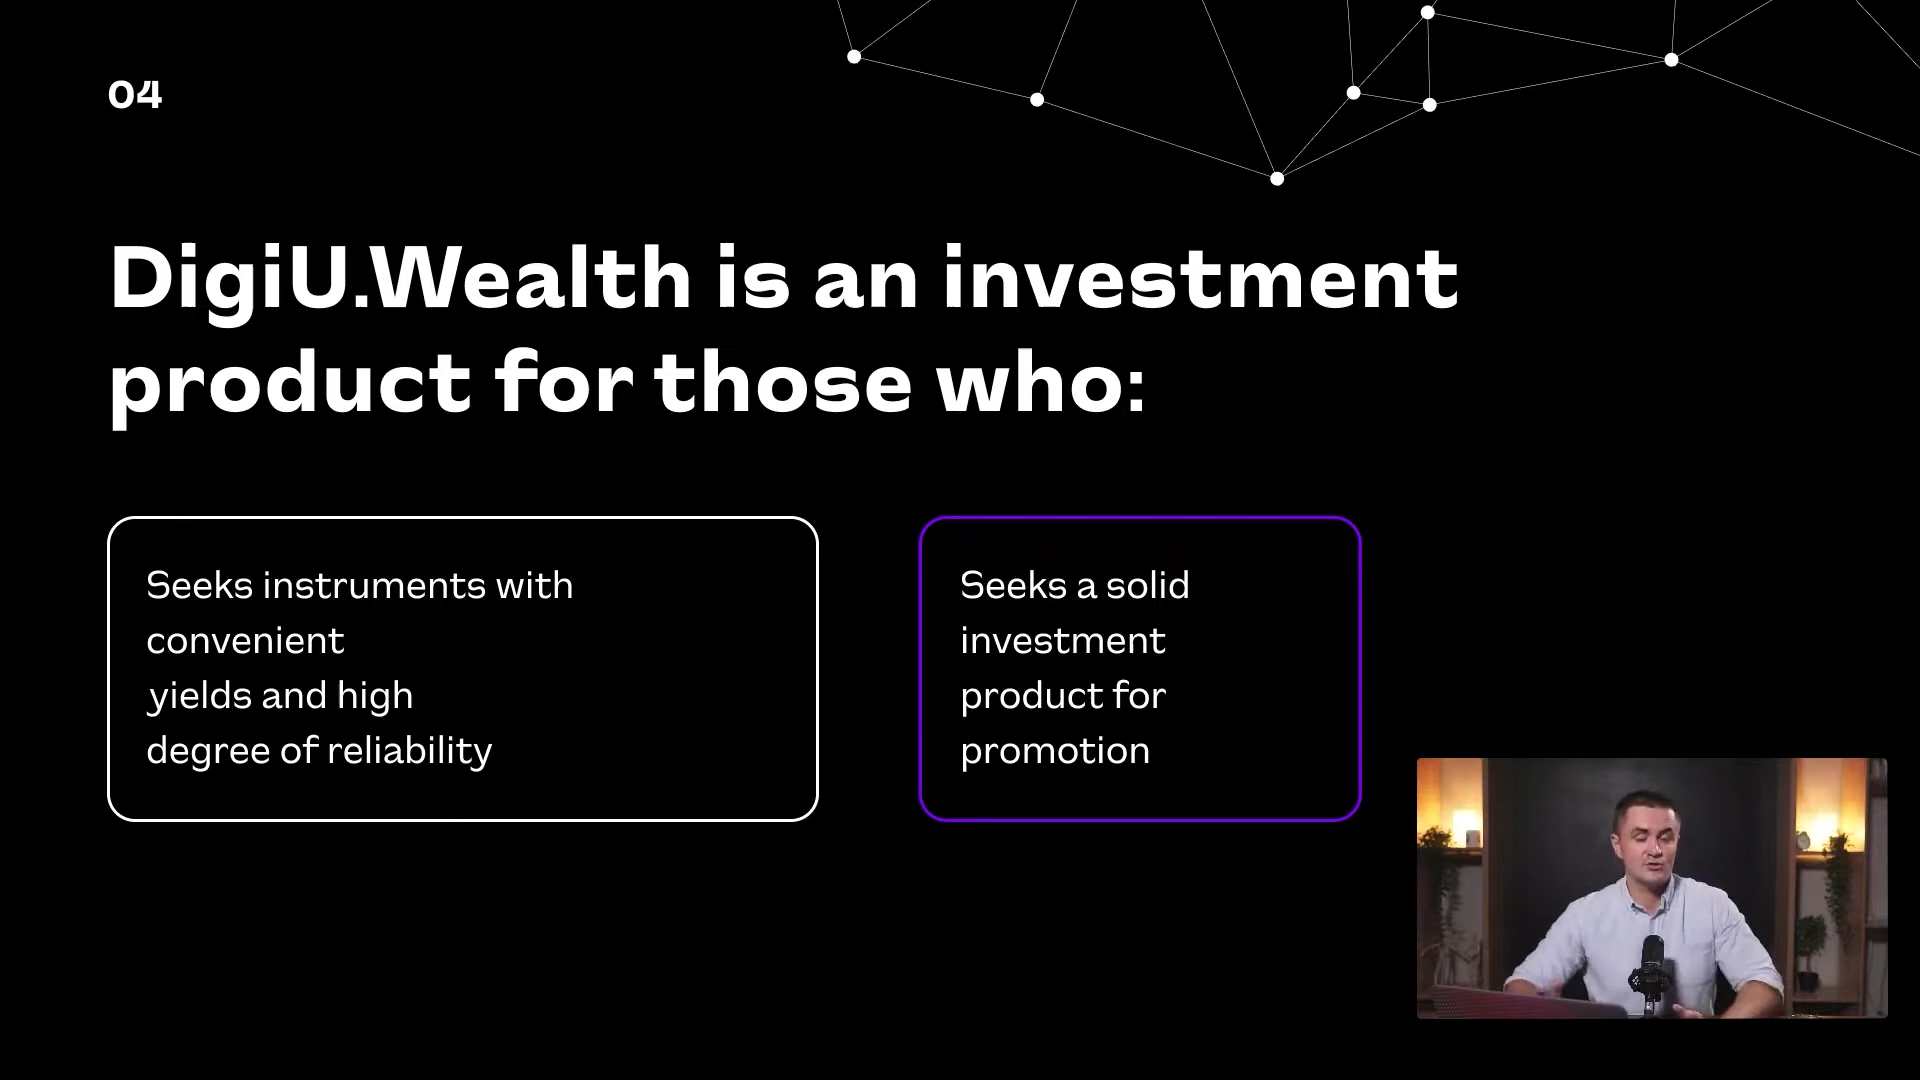 04
DigiU.Wealth is an investment
product for those who:
Seeks instruments with
convenient
yields and high
degree of reliability
Seeks a solid
investment
product for
promotion